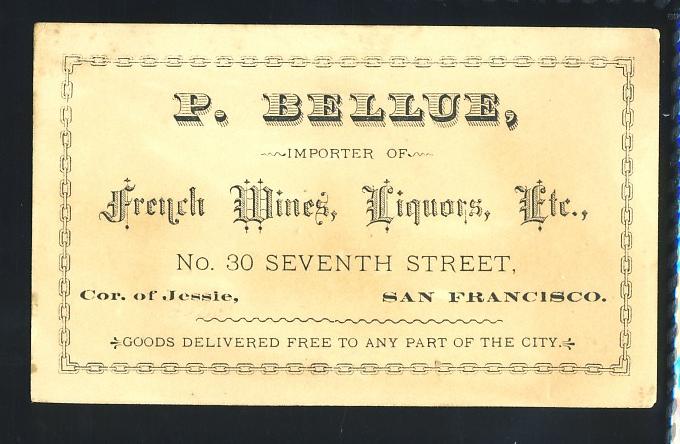 P. BELLUE,
IMPORTER OF
French Wines, Liquors, Etc.,
No. 30 SEVENTH STREET,
Cor. of Jessie, SAN FRANCISCO.
GOODS DELIVERED FREE TO ANY PART OF THE CITY.